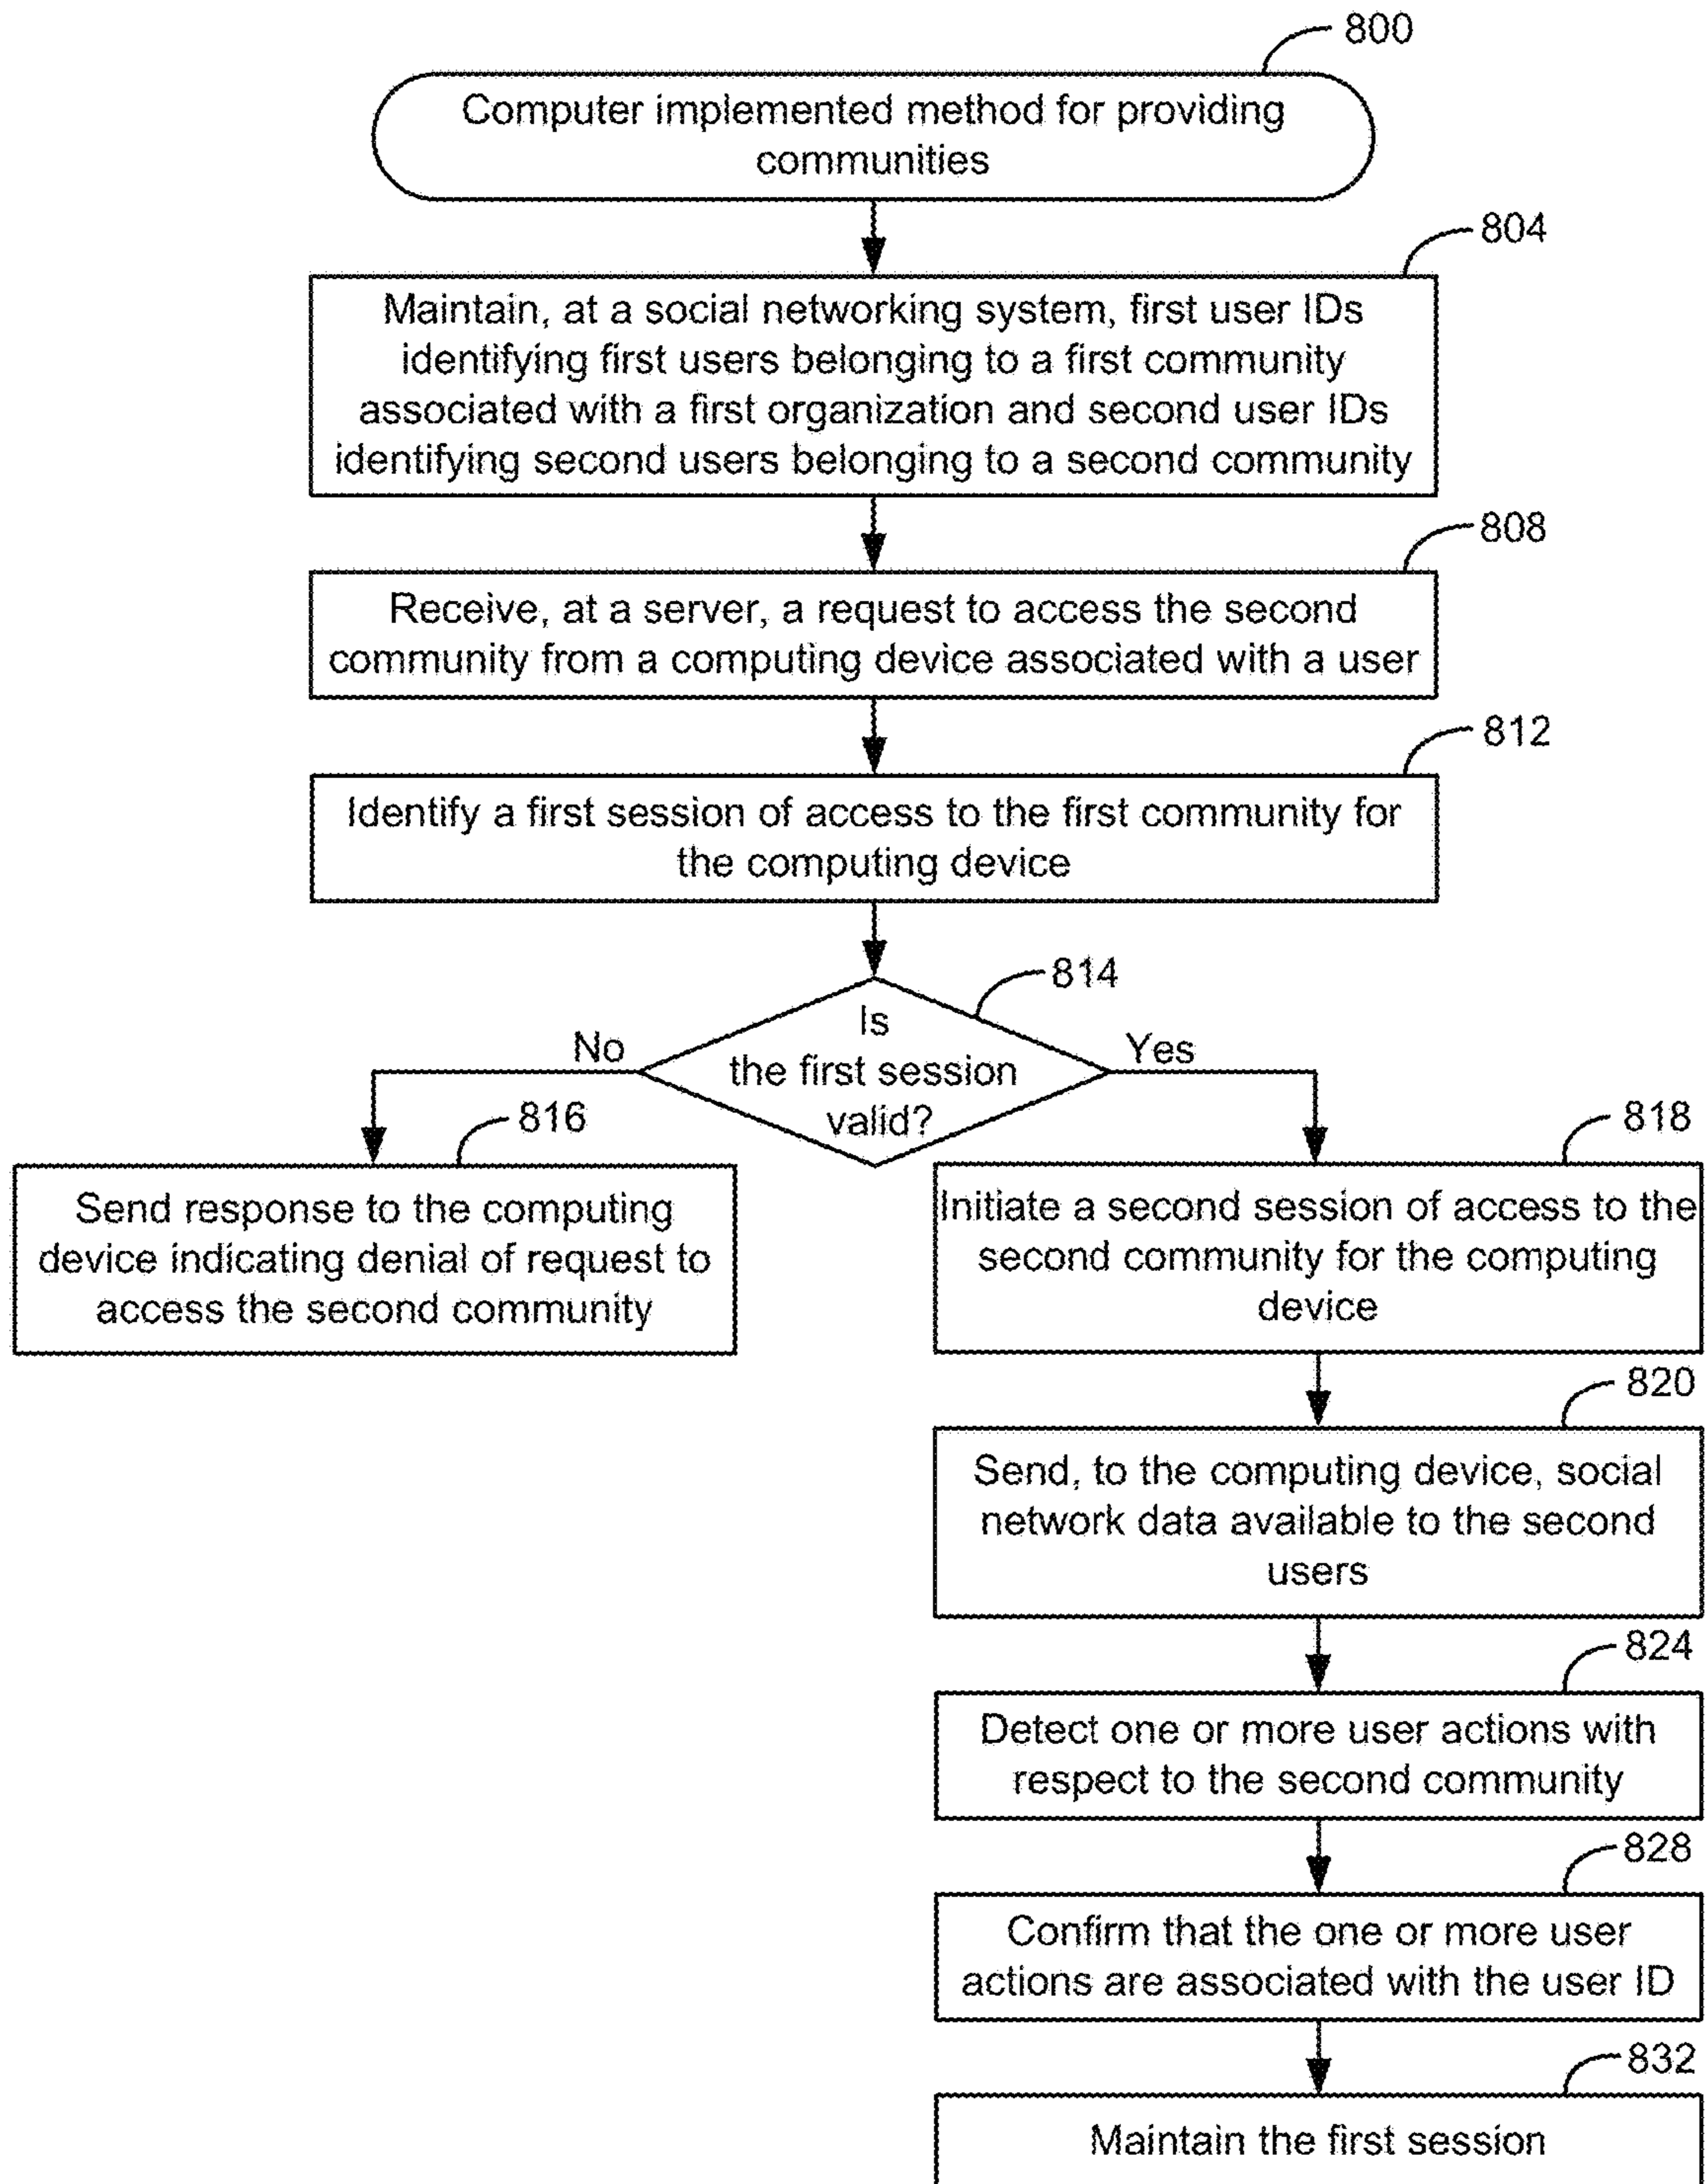 800
Computer implemented method for providing
communities
804
Maintain, at a social networking system, first user IDs
identifying first users belonging to a first community
associated with a first organization and second user IDs
identifying second users belonging to a second community
808
Receive, at a server, a request to access the second
community from a computing device associated with a user
812
Identify a first session of access to the first community for
the computing device
814
Is
the first session
valid?
No
Yes
816
Send response to the computing
device indicating denial of request to
access the second community
818
Initiate a second session of access to the
second community for the computing
device
820
Send, to the computing device, social
network data available to the second
users
824
Detect one or more user actions with
respect to the second community
828
Confirm that the one or more user
actions are associated with the user ID
832
Maintain the first session